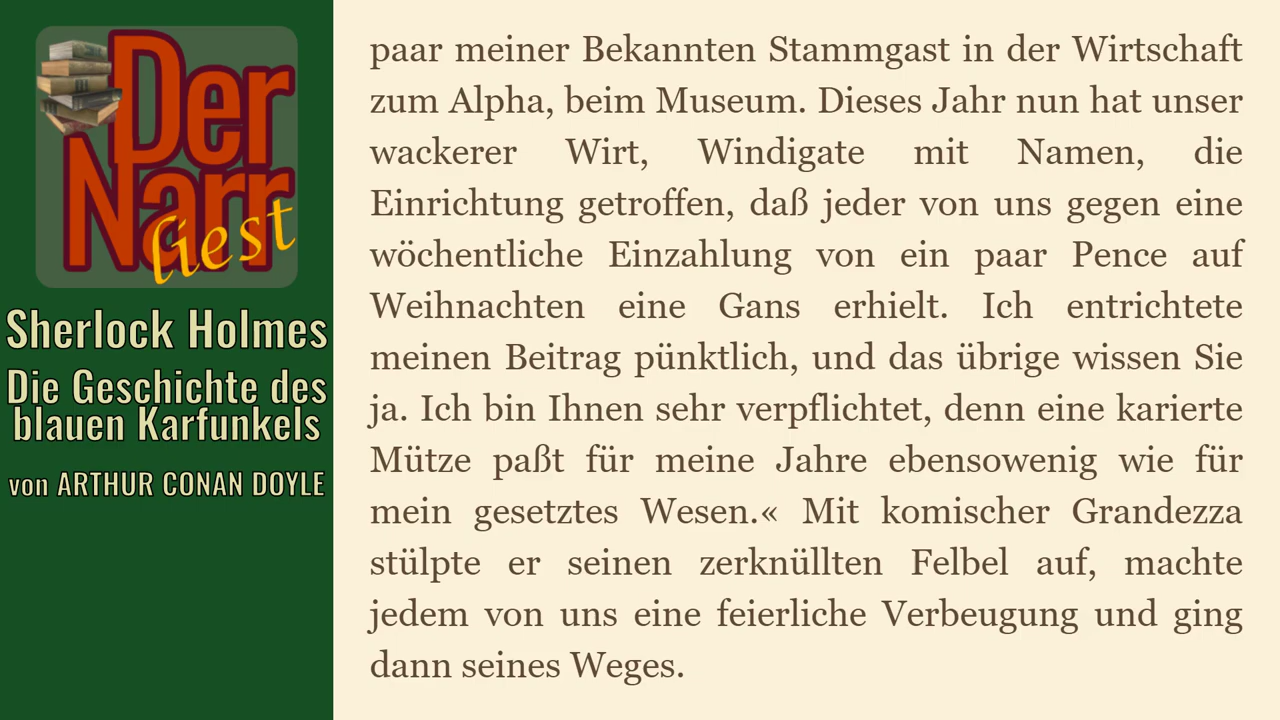 Der
Narr
liest
Sherlock Holmes
Die Geschichte des
blauen Karfunkels
von ARTHUR CONAN DOYLE
paar meiner Bekannten Stammgast in der Wirtschaft
zum Alpha, beim Museum. Dieses Jahr nun hat unser
wackerer Wirt, Windigate mit Namen, die
Einrichtung getroffen, daß jeder von uns gegen eine
wöchentliche Einzahlung von ein paar Pence auf
Weihnachten eine Gans erhielt. Ich entrichtete
meinen Beitrag pünktlich, und das übrige wissen Sie
ja. Ich bin Ihnen sehr verpflichtet, denn eine karierte
Mütze paßt für meine Jahre ebensowenig wie für
mein gesetztes Wesen.« Mit komischer Grandezza
stülpte er seinen zerknüllten Felbel auf, machte
jedem von uns eine feierliche Verbeugung und ging
dann seines Weges.